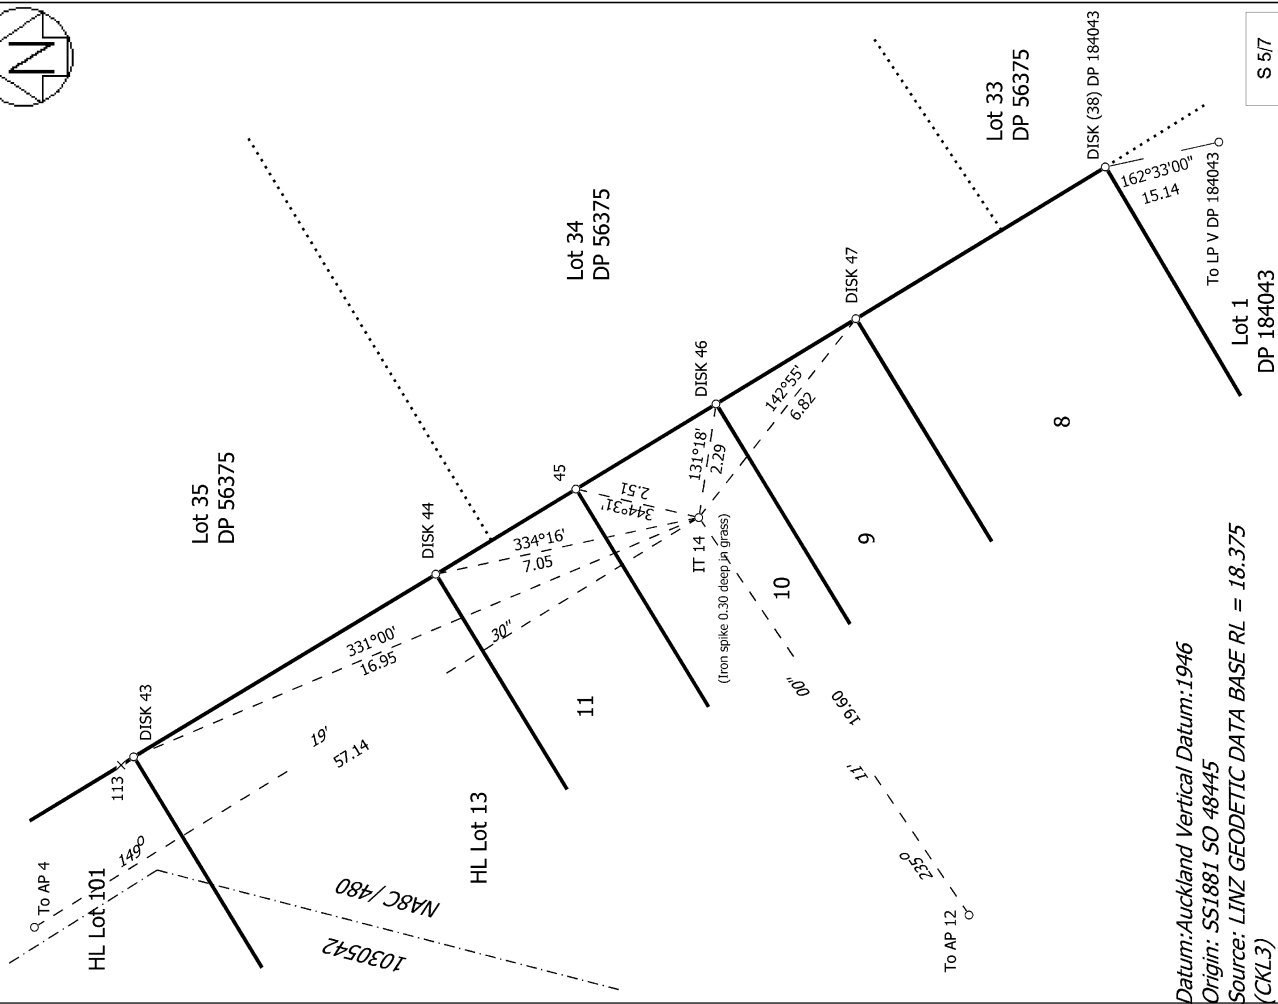 N
Lot 35
DP 56375
Lot 34
DP 56375
Lot 33
DP 56375
DISK (38) DP 184043
S 5/7
162°33'00"
15.14
To LP V DP 184043
Lot 1
DP 184043
DISK 47
DISK 46
45
DISK 44
DISK 43
113
142°55'
6.82
131°18'
2.29
344°31'
2.51
334°16'
7.05
331°00'
16.95
IT 14
(Iron spike 0.30 deep in grass)
149° 19' 30"
57.14
235° 11' 00"
19.60
To AP 4
HL Lot 101
HL Lot 13
11
10
9
8
NA8C/480
1030542
To AP 12
Datum:Auckland Vertical Datum:1946
Origin: SS1881 SO 48445
Source: LINZ GEODETIC DATA BASE RL = 18.375
(CKL3)